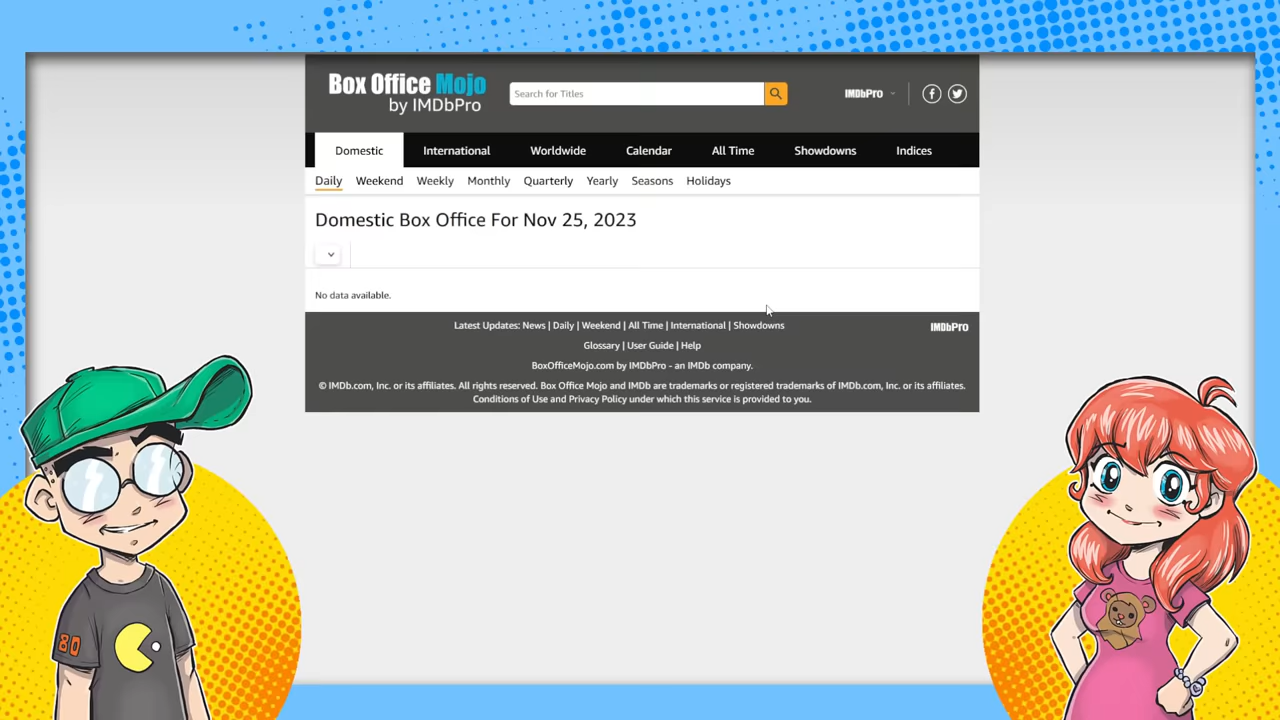 Box Office Mojo
by IMDbPro
Search for Titles
IMDbPro
Domestic International Worldwide Calendar All Time Showdowns Indices
Daily Weekend Weekly Monthly Quarterly Yearly Seasons Holidays
Domestic Box Office For Nov 25, 2023
No data available.
Latest Updates: News | Daily | Weekend | All Time | International | Showdowns
IMDbPro
Glossary | User Guide | Help
BoxOfficeMojo.com by IMDbPro - an IMDb company.
© IMDb.com, Inc. or its affiliates. All rights reserved. Box Office Mojo and IMDb are trademarks or registered trademarks of IMDb.com, Inc. or its affiliates.
Conditions of Use and Privacy Policy under which this service is provided to you.
80